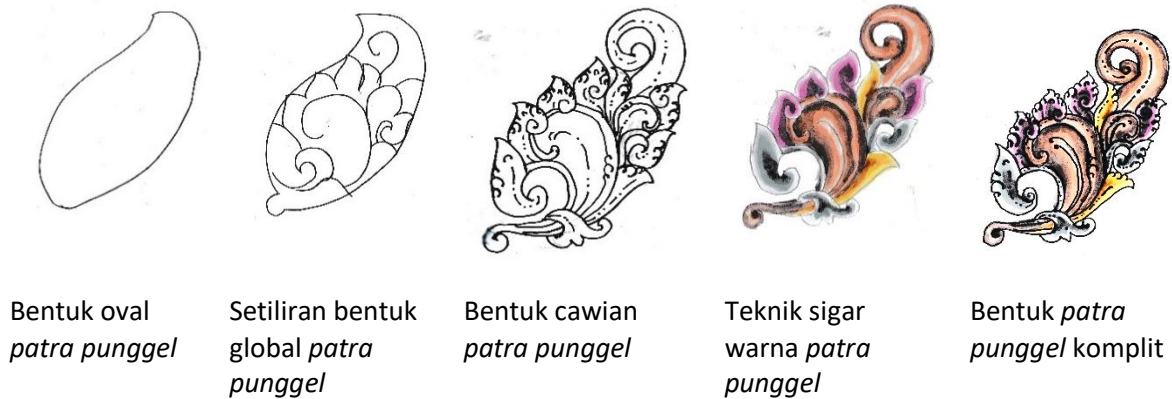 Bentuk oval
patra punggel
Setiliran bentuk
global patra
punggel
Bentuk cawian
patra punggel
Teknik sigar
warna patra
punggel
Bentuk patra
punggel komplit